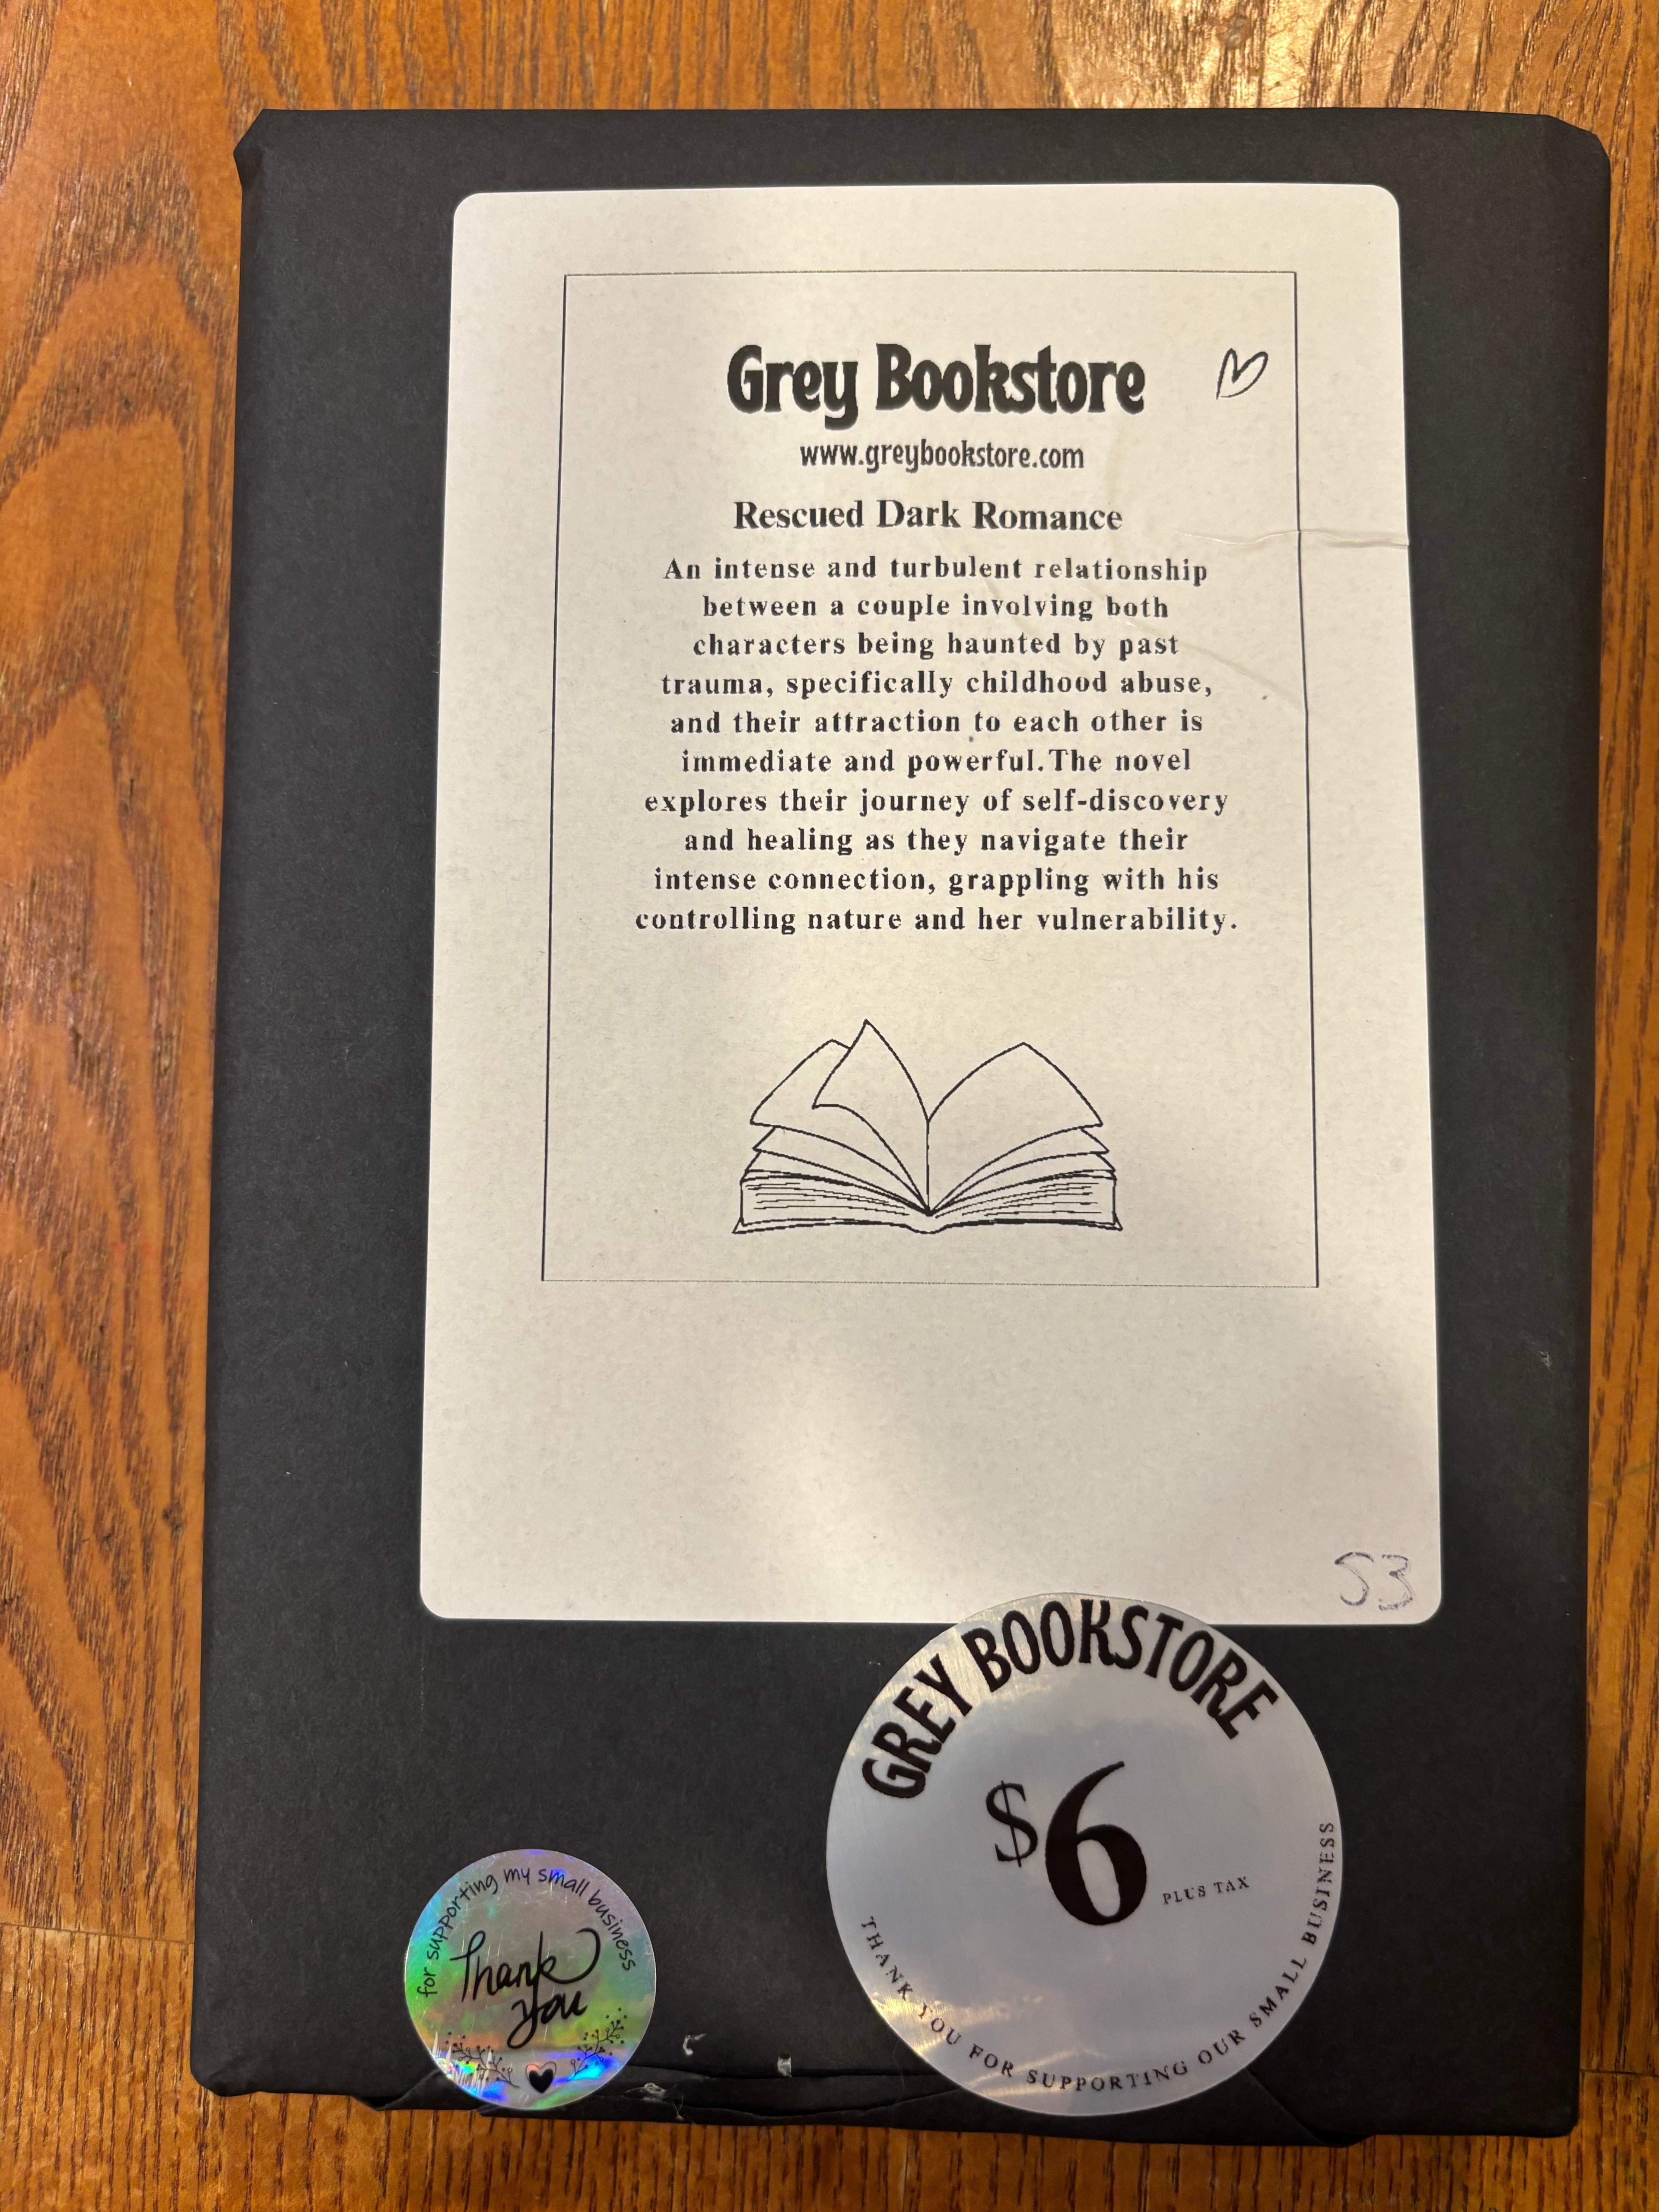 Grey Bookstore
www.greybookstore.com
Rescued Dark Romance
An intense and turbulent relationship
between a couple involving both
characters being haunted by past
trauma, specifically childhood abuse,
and their attraction to each other is
immediate and powerful.The novel
explores their journey of self-discovery
and healing as they navigate their
intense connection, grappling with his
controlling nature and her vulnerability.
S3
GREY BOOKSTORE
$6
PLUS TAX
THANK YOU FOR SUPPORTING OUR SMALL BUSINESS
for supporting my small business
Thank
you